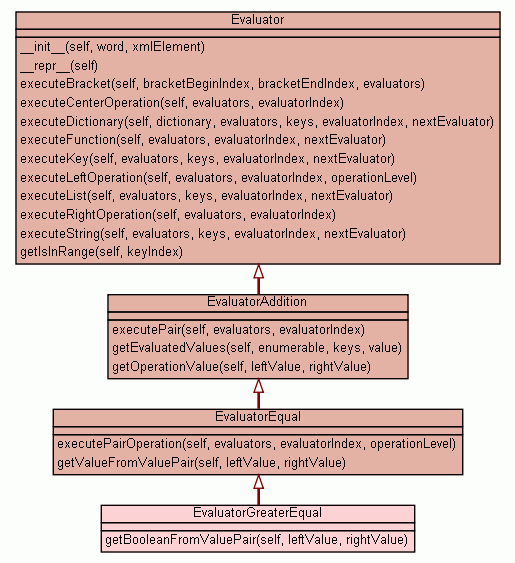 Evaluator
__init__(self, word, xmlElement)
__repr__(self)
executeBracket(self, bracketBeginIndex, bracketEndIndex, evaluators)
executeCenterOperation(self, evaluators, evaluatorIndex)
executeDictionary(self, dictionary, evaluators, keys, evaluatorIndex, nextEvaluator)
executeFunction(self, evaluators, evaluatorIndex, nextEvaluator)
executeKey(self, evaluators, keys, evaluatorIndex, nextEvaluator)
executeLeftOperation(self, evaluators, evaluatorIndex, operationLevel)
executeList(self, evaluators, keys, evaluatorIndex, nextEvaluator)
executeRightOperation(self, evaluators, evaluatorIndex)
executeString(self, evaluators, keys, evaluatorIndex, nextEvaluator)
getIsInRange(self, keyIndex)
EvaluatorAddition
executePair(self, evaluators, evaluatorIndex)
getEvaluatedValues(self, enumerable, keys, value)
getOperationValue(self, leftValue, rightValue)
EvaluatorEqual
executePairOperation(self, evaluators, evaluatorIndex, operationLevel)
getValueFromValuePair(self, leftValue, rightValue)
EvaluatorGreaterEqual
getBooleanFromValuePair(self, leftValue, rightValue)